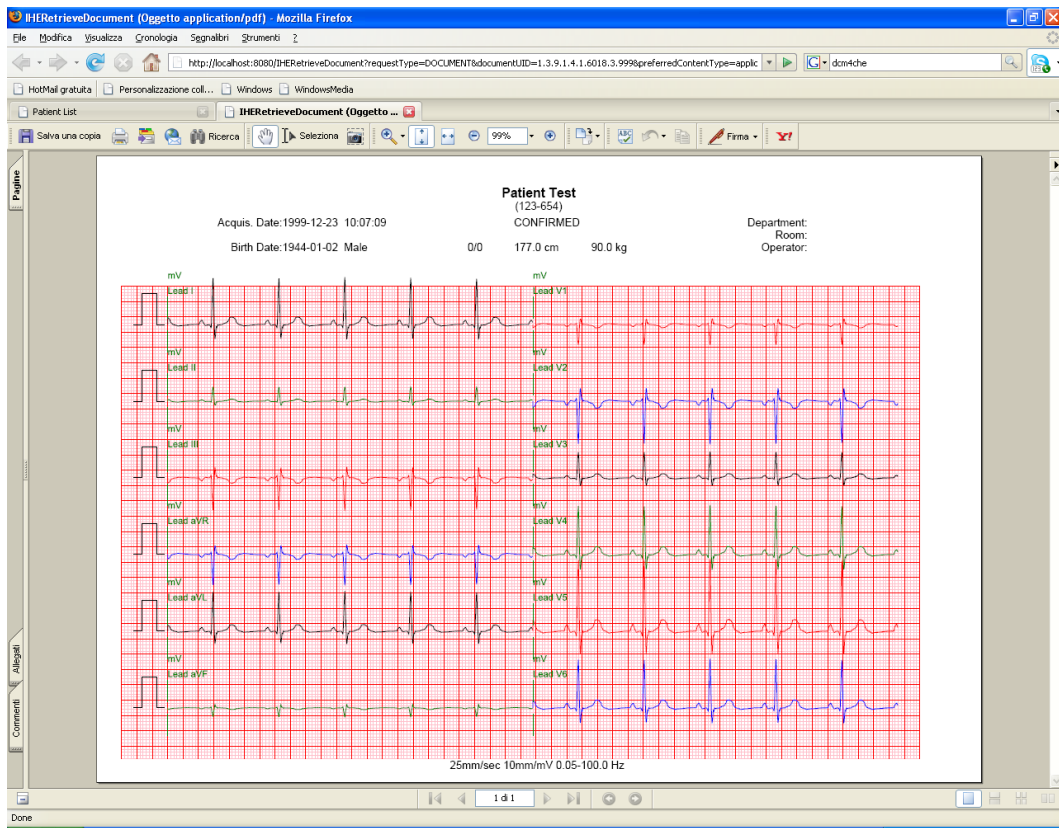 IHERetrieveDocument (Oggetto application/pdf) - Mozilla Firefox
File Modifica Visualizza Cronologia Segnalibri Strumenti ?
http://localhost:8080/IHERetrieveDocument?requestType=DOCUMENT&documentUID=1.3.9.1.4.1.6018.3.999&preferredContentType=applic
G dcm4che
HotMail gratuita Personalizzazione coll... Windows WindowsMedia
Patient List IHERetrieveDocument (Oggetto ...
Salva una copia Ricerca Seleziona 99% Firma Y!
Pagine
Allegati
Commenti
Patient Test
(123-654)
Acquis. Date:1999-12-23 10:07:09 CONFIRMED Department:
Room:
Birth Date:1944-01-02 Male 0/0 177.0 cm 90.0 kg Operator:
mV mV
Lead I Lead V1
mV mV
Lead II Lead V2
mV mV
Lead III Lead V3
mV mV
Lead aVR Lead V4
mV mV
Lead aVL Lead V5
mV mV
Lead aVF Lead V6
25mm/sec 10mm/mV 0.05-100.0 Hz
1 di 1
Done